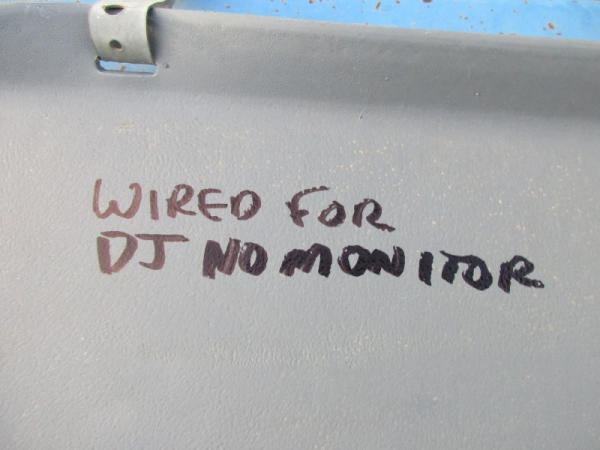 WIRED FOR
DJ NO MONITOR